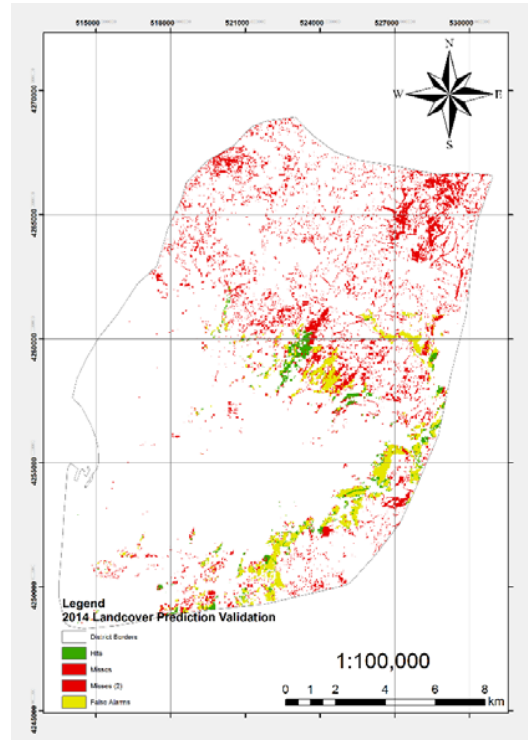 515000 518000 521000 524000 527000 530000
N
W E
S
4270000
4265000
4260000
4255000
4250000
4245000
Legend
2014 Landcover Prediction Validation
District Borders
Hits
Misses
Misses (2)
False Alarms
1:100,000
0 1 2 4 6 8
km